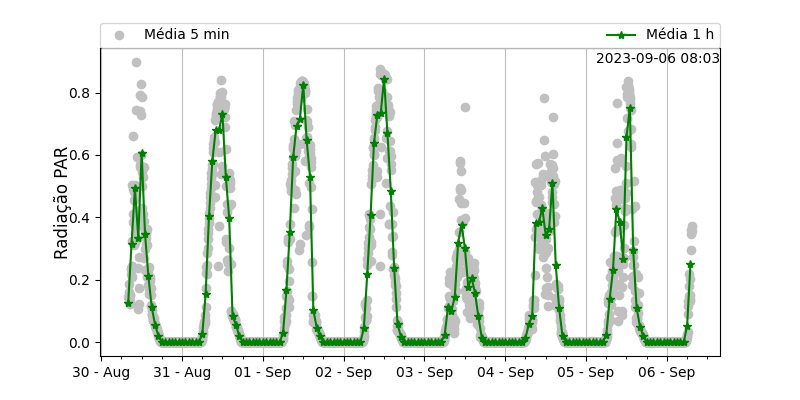 Média 5 min
Média 1 h
2023-09-06 08:03
Radiação PAR
0.8
0.6
0.4
0.2
0.0
30 - Aug
31 - Aug
01 - Sep
02 - Sep
03 - Sep
04 - Sep
05 - Sep
06 - Sep